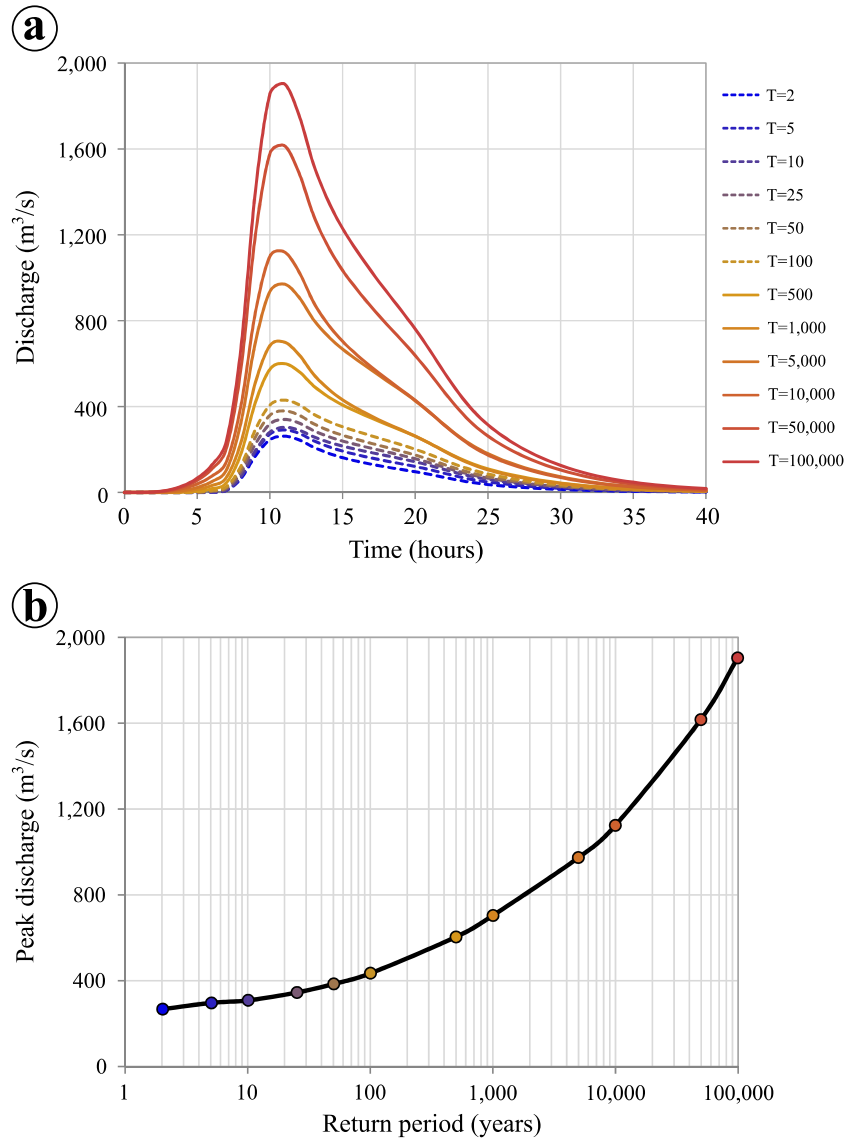 a
2,000
1,600
1,200
800
400
0
Discharge (m³/s)
0 5 10 15 20 25 30 35 40
Time (hours)
T=2
T=5
T=10
T=25
T=50
T=100
T=500
T=1,000
T=5,000
T=10,000
T=50,000
T=100,000
b
2,000
1,600
1,200
800
400
0
Peak discharge (m³/s)
1 10 100 1,000 10,000 100,000
Return period (years)